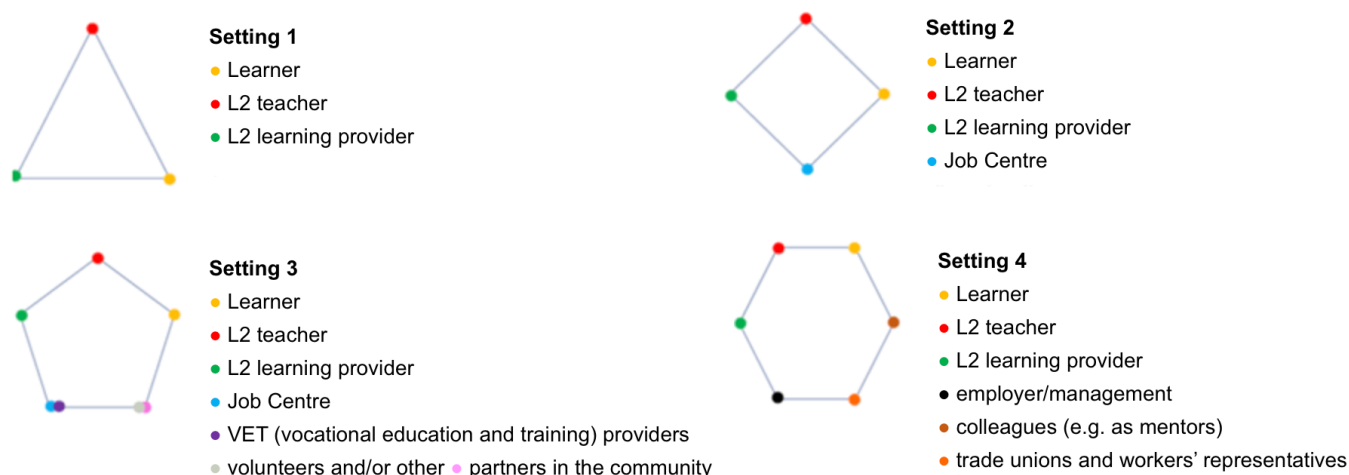 Setting 1
Learner
L2 teacher
L2 learning provider
Setting 2
Learner
L2 teacher
L2 learning provider
Job Centre
Setting 3
Learner
L2 teacher
L2 learning provider
Job Centre
VET (vocational education and training) providers
volunteers and/or other partners in the community
Setting 4
Learner
L2 teacher
L2 learning provider
employer/management
colleagues (e.g. as mentors)
trade unions and workers' representatives